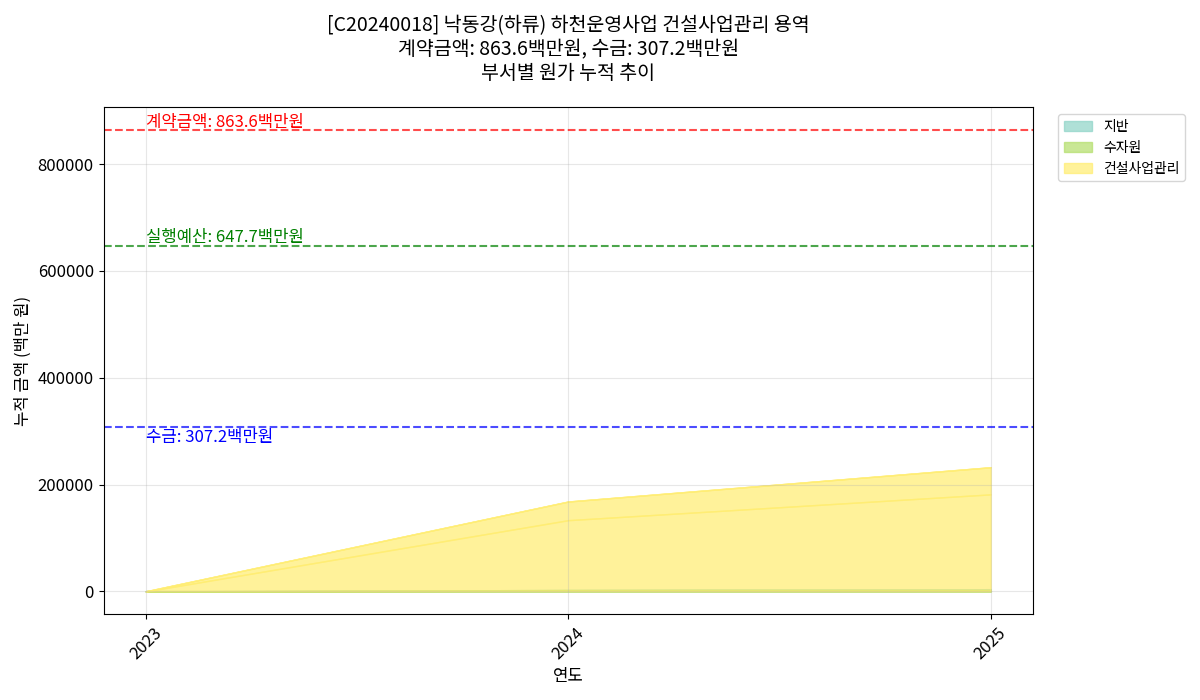 [C20240018] 낙동강(하류) 하천운영사업 건설사업관리 용역
계약금액: 863.6백만원, 수금: 307.2백만원
부서별 원가 누적 추이
계약금액: 863.6백만원
실행예산: 647.7백만원
수금: 307.2백만원
지반
수자원
건설사업관리
누적 금액 (백만 원)
800000
600000
400000
200000
0
2023
2024
2025
연도